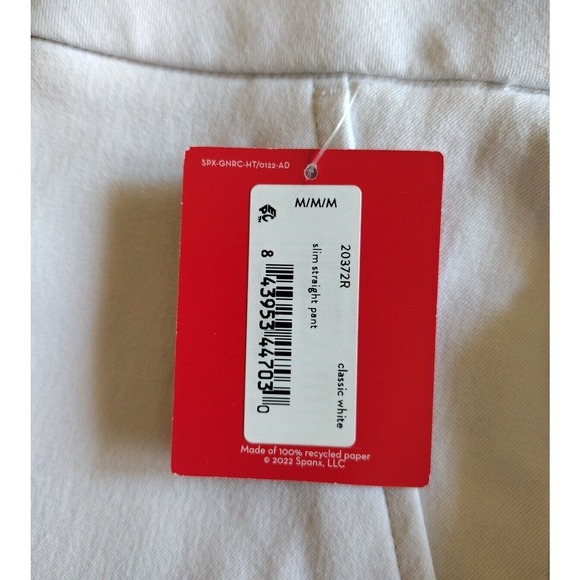 SPX-GNRC-HT/0122-AD
M/M/M
20372R
classic white
slim straight pant
8 43953 44703 0
Made of 100% recycled paper
© 2022 Spanx, LLC